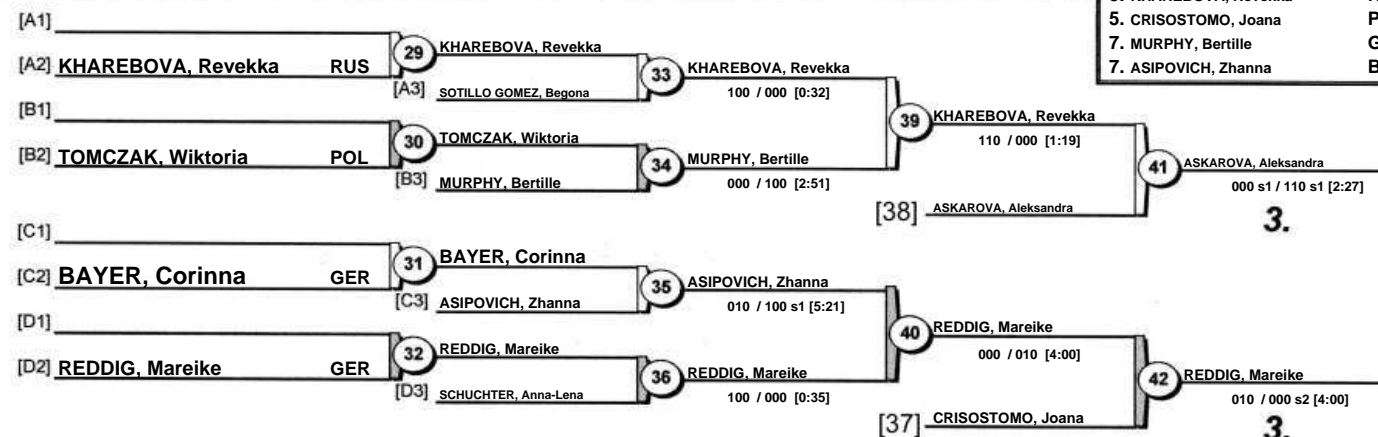 5. CRISOSTOMO, Joana P
7. MURPHY, Bertille G
7. ASIPOVICH, Zhanna B
[A1]
[A2] KHAREBOVA, Revekka RUS
29
KHAREBOVA, Revekka
[A3] SOTILLO GOMEZ, Begona
33
KHAREBOVA, Revekka
100 / 000 [0:32]
[B1]
[B2] TOMCZAK, Wiktoria POL
30
TOMCZAK, Wiktoria
[B3] MURPHY, Bertille
34
MURPHY, Bertille
000 / 100 [2:51]
39
KHAREBOVA, Revekka
110 / 000 [1:19]
[38] ASKAROVA, Aleksandra
41
ASKAROVA, Aleksandra
000 s1 / 110 s1 [2:27]
3.
[C1]
[C2] BAYER, Corinna GER
31
BAYER, Corinna
[C3] ASIPOVICH, Zhanna
35
ASIPOVICH, Zhanna
010 / 100 s1 [5:21]
[D1]
[D2] REDDIG, Mareike GER
32
REDDIG, Mareike
[D3] SCHUCHTER, Anna-Lena
36
REDDIG, Mareike
100 / 000 [0:35]
40
REDDIG, Mareike
000 / 010 [4:00]
[37] CRISOSTOMO, Joana
42
REDDIG, Mareike
010 / 000 s2 [4:00]
3.